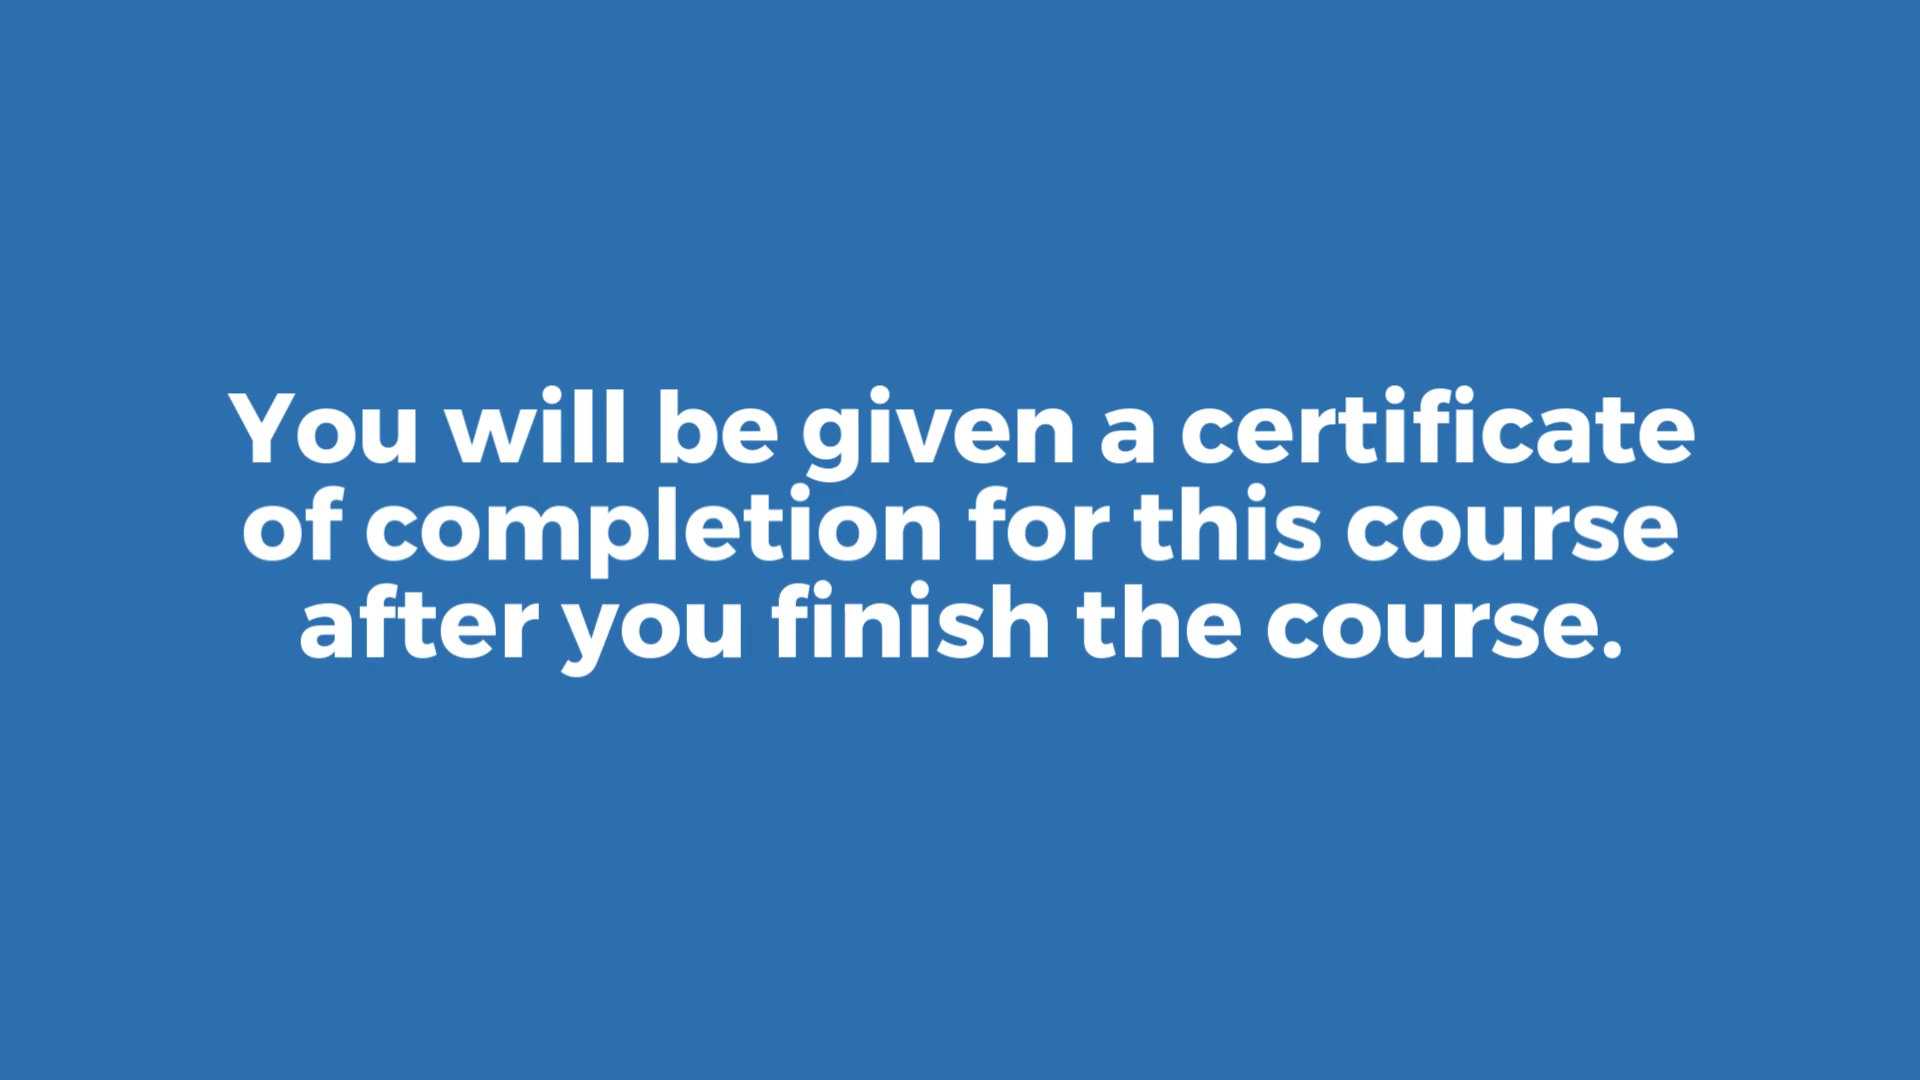 You will be given a certificate
of completion for this course
after you finish the course.